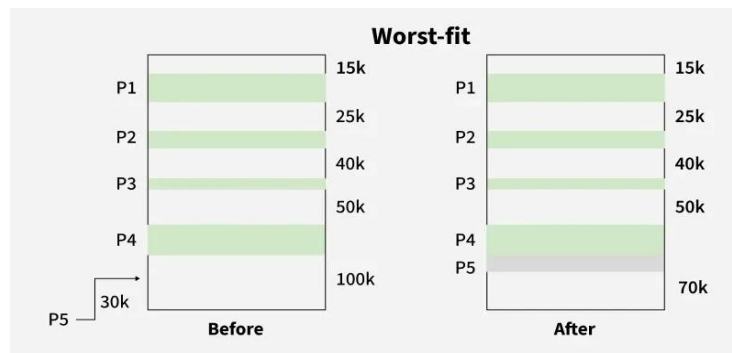 Worst-fit
15k
P1
25k
P2
40k
P3
50k
P4
100k
30k
P5
Before
15k
P1
25k
P2
40k
P3
50k
P4
P5
70k
After